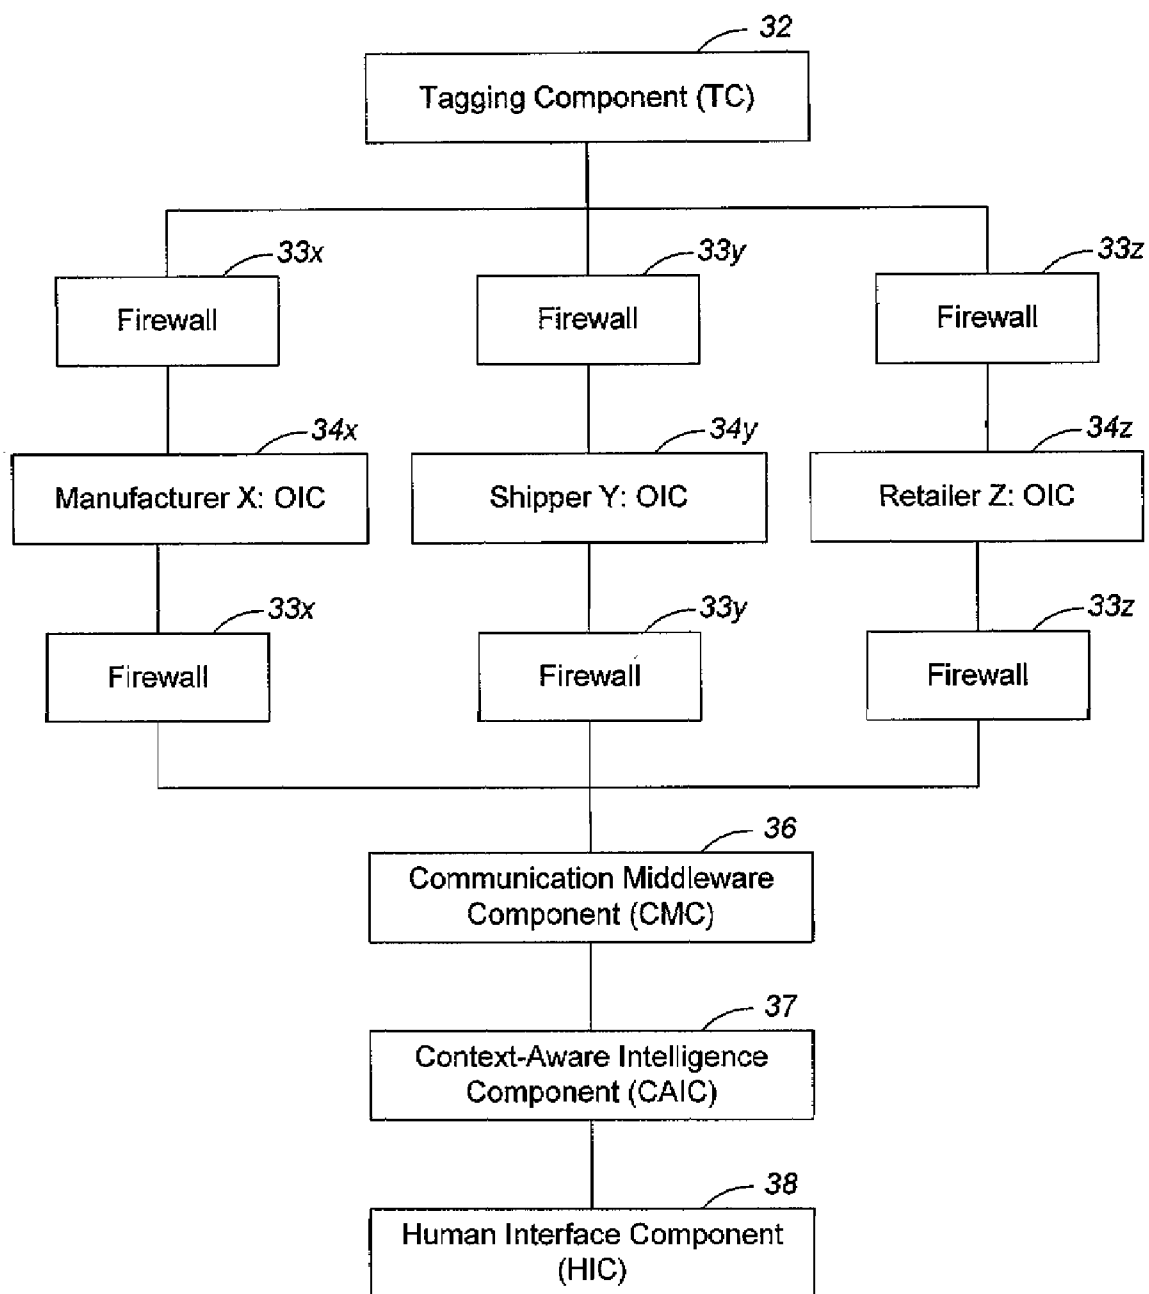 32
Tagging Component (TC)
33x
33y
33z
Firewall
Firewall
Firewall
34x
34y
34z
Manufacturer X: OIC
Shipper Y: OIC
Retailer Z: OIC
33x
33y
33z
Firewall
Firewall
Firewall
36
Communication Middleware
Component (CMC)
37
Context-Aware Intelligence
Component (CAIC)
38
Human Interface Component
(HIC)